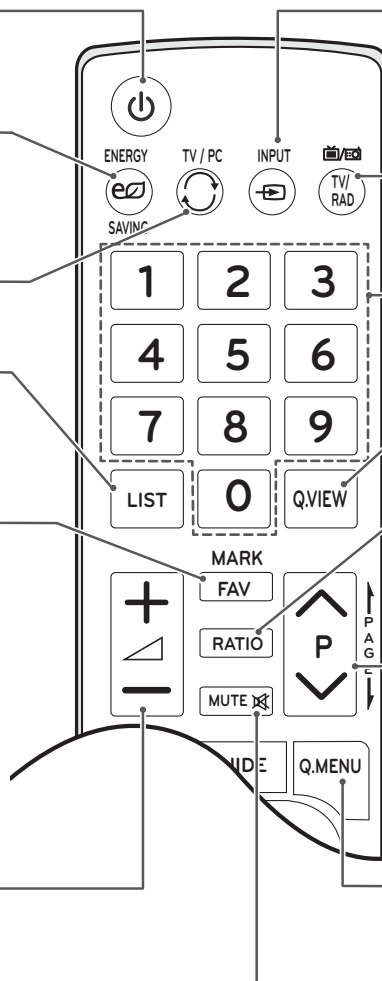 ENERGY TV / PC INPUT
TV/
RAD
SAVING
1 2 3
4 5 6
7 8 9
LIST 0 Q.VIEW
MARK
FAV
RATIO
P
PAGE
MUTE
Q.MENU